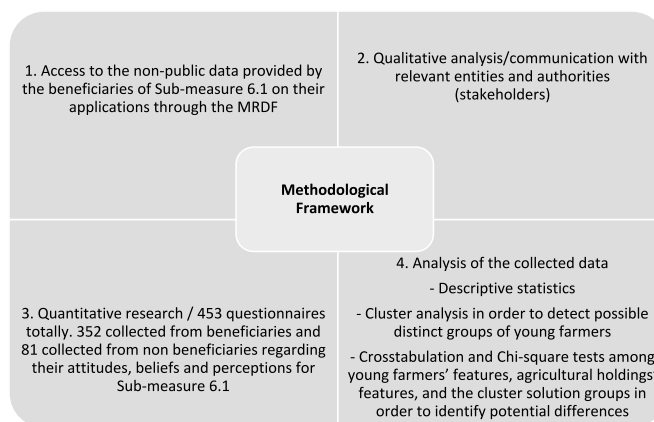 1. Access to the non-public data provided by
the beneficiaries of Sub-measure 6.1 on their
applications through the MRDF
2. Qualitative analysis/communication with
relevant entities and authorities
(stakeholders)
Methodological
Framework
3. Quantitative research / 453 questionnaires
totally. 352 collected from beneficiaries and
81 collected from non beneficiaries regarding
their attitudes, beliefs and perceptions for
Sub-measure 6.1
4. Analysis of the collected data
- Descriptive statistics
- Cluster analysis in order to detect possible
distinct groups of young farmers
- Crosstabulation and Chi-square tests among
young farmers' features, agricultural holdings'
features, and the cluster solution groups in
order to identify potential differences